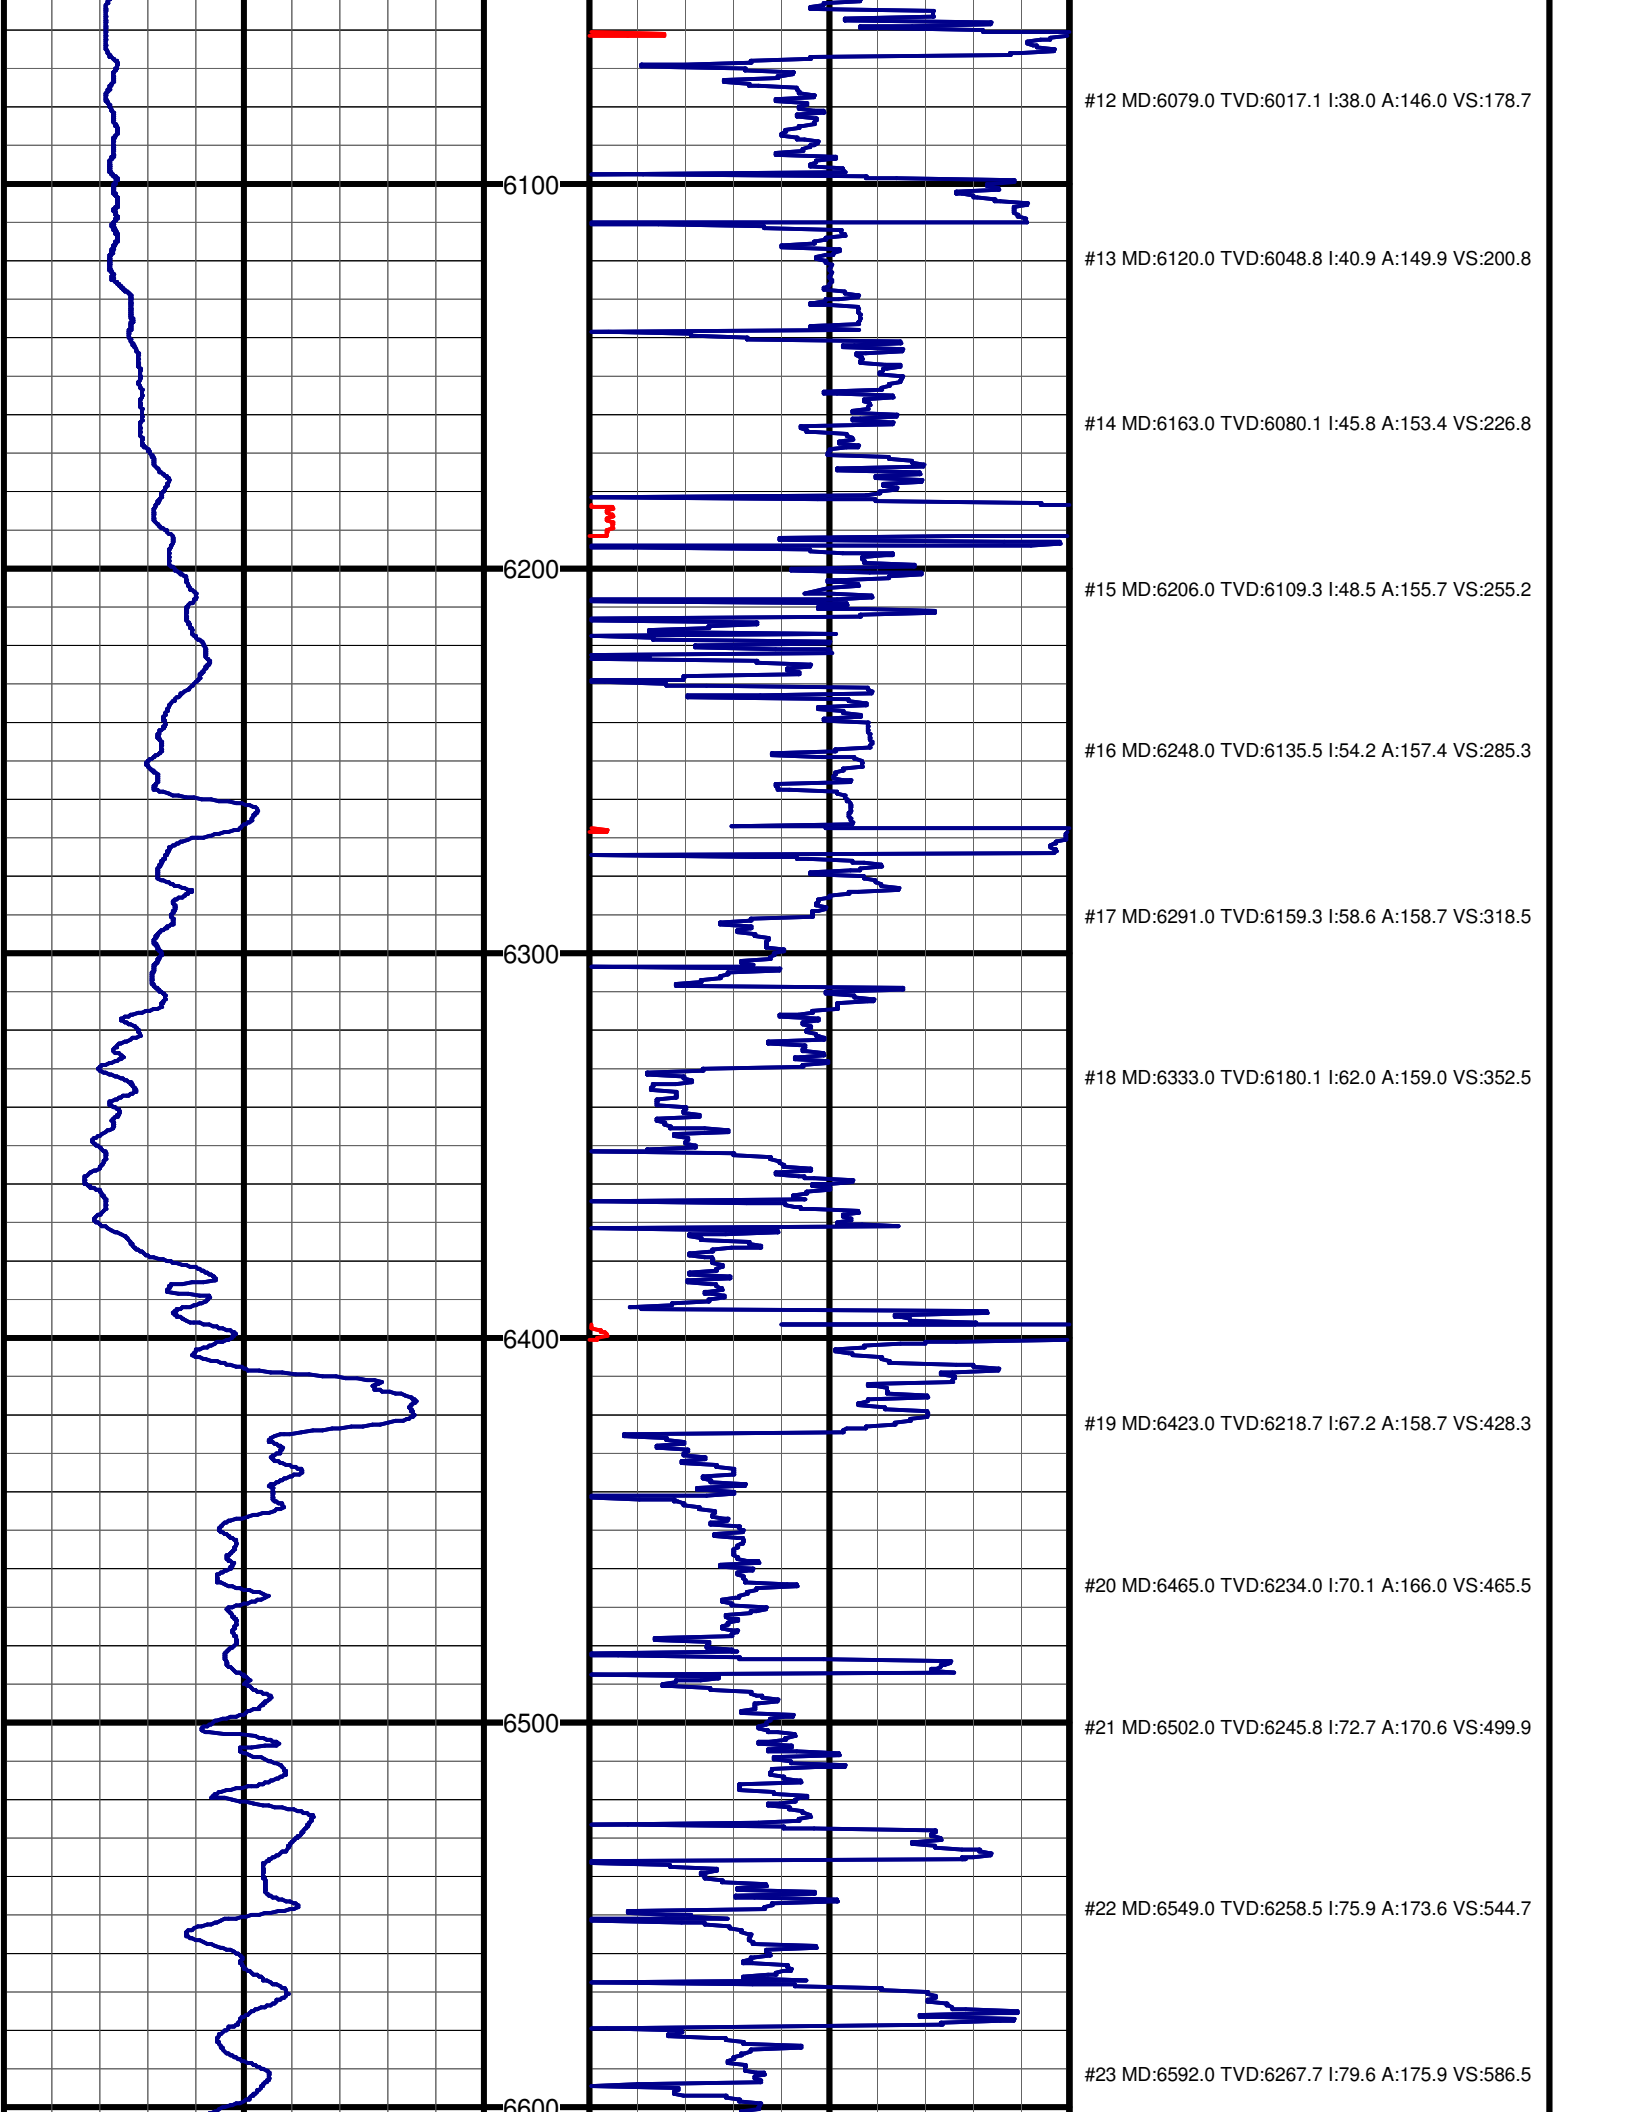 #12 MD:6079.0 TVD:6017.1 I:38.0 A:146.0 VS:178.7
6100
#13 MD:6120.0 TVD:6048.8 I:40.9 A:149.9 VS:200.8
#14 MD:6163.0 TVD:6080.1 I:45.8 A:153.4 VS:226.8
6200
#15 MD:6206.0 TVD:6109.3 I:48.5 A:155.7 VS:255.2
#16 MD:6248.0 TVD:6135.5 I:54.2 A:157.4 VS:285.3
#17 MD:6291.0 TVD:6159.3 I:58.6 A:158.7 VS:318.5
6300
#18 MD:6333.0 TVD:6180.1 I:62.0 A:159.0 VS:352.5
6400
#19 MD:6423.0 TVD:6218.7 I:67.2 A:158.7 VS:428.3
#20 MD:6465.0 TVD:6234.0 I:70.1 A:166.0 VS:465.5
6500
#21 MD:6502.0 TVD:6245.8 I:72.7 A:170.6 VS:499.9
#22 MD:6549.0 TVD:6258.5 I:75.9 A:173.6 VS:544.7
#23 MD:6592.0 TVD:6267.7 I:79.6 A:175.9 VS:586.5
6600